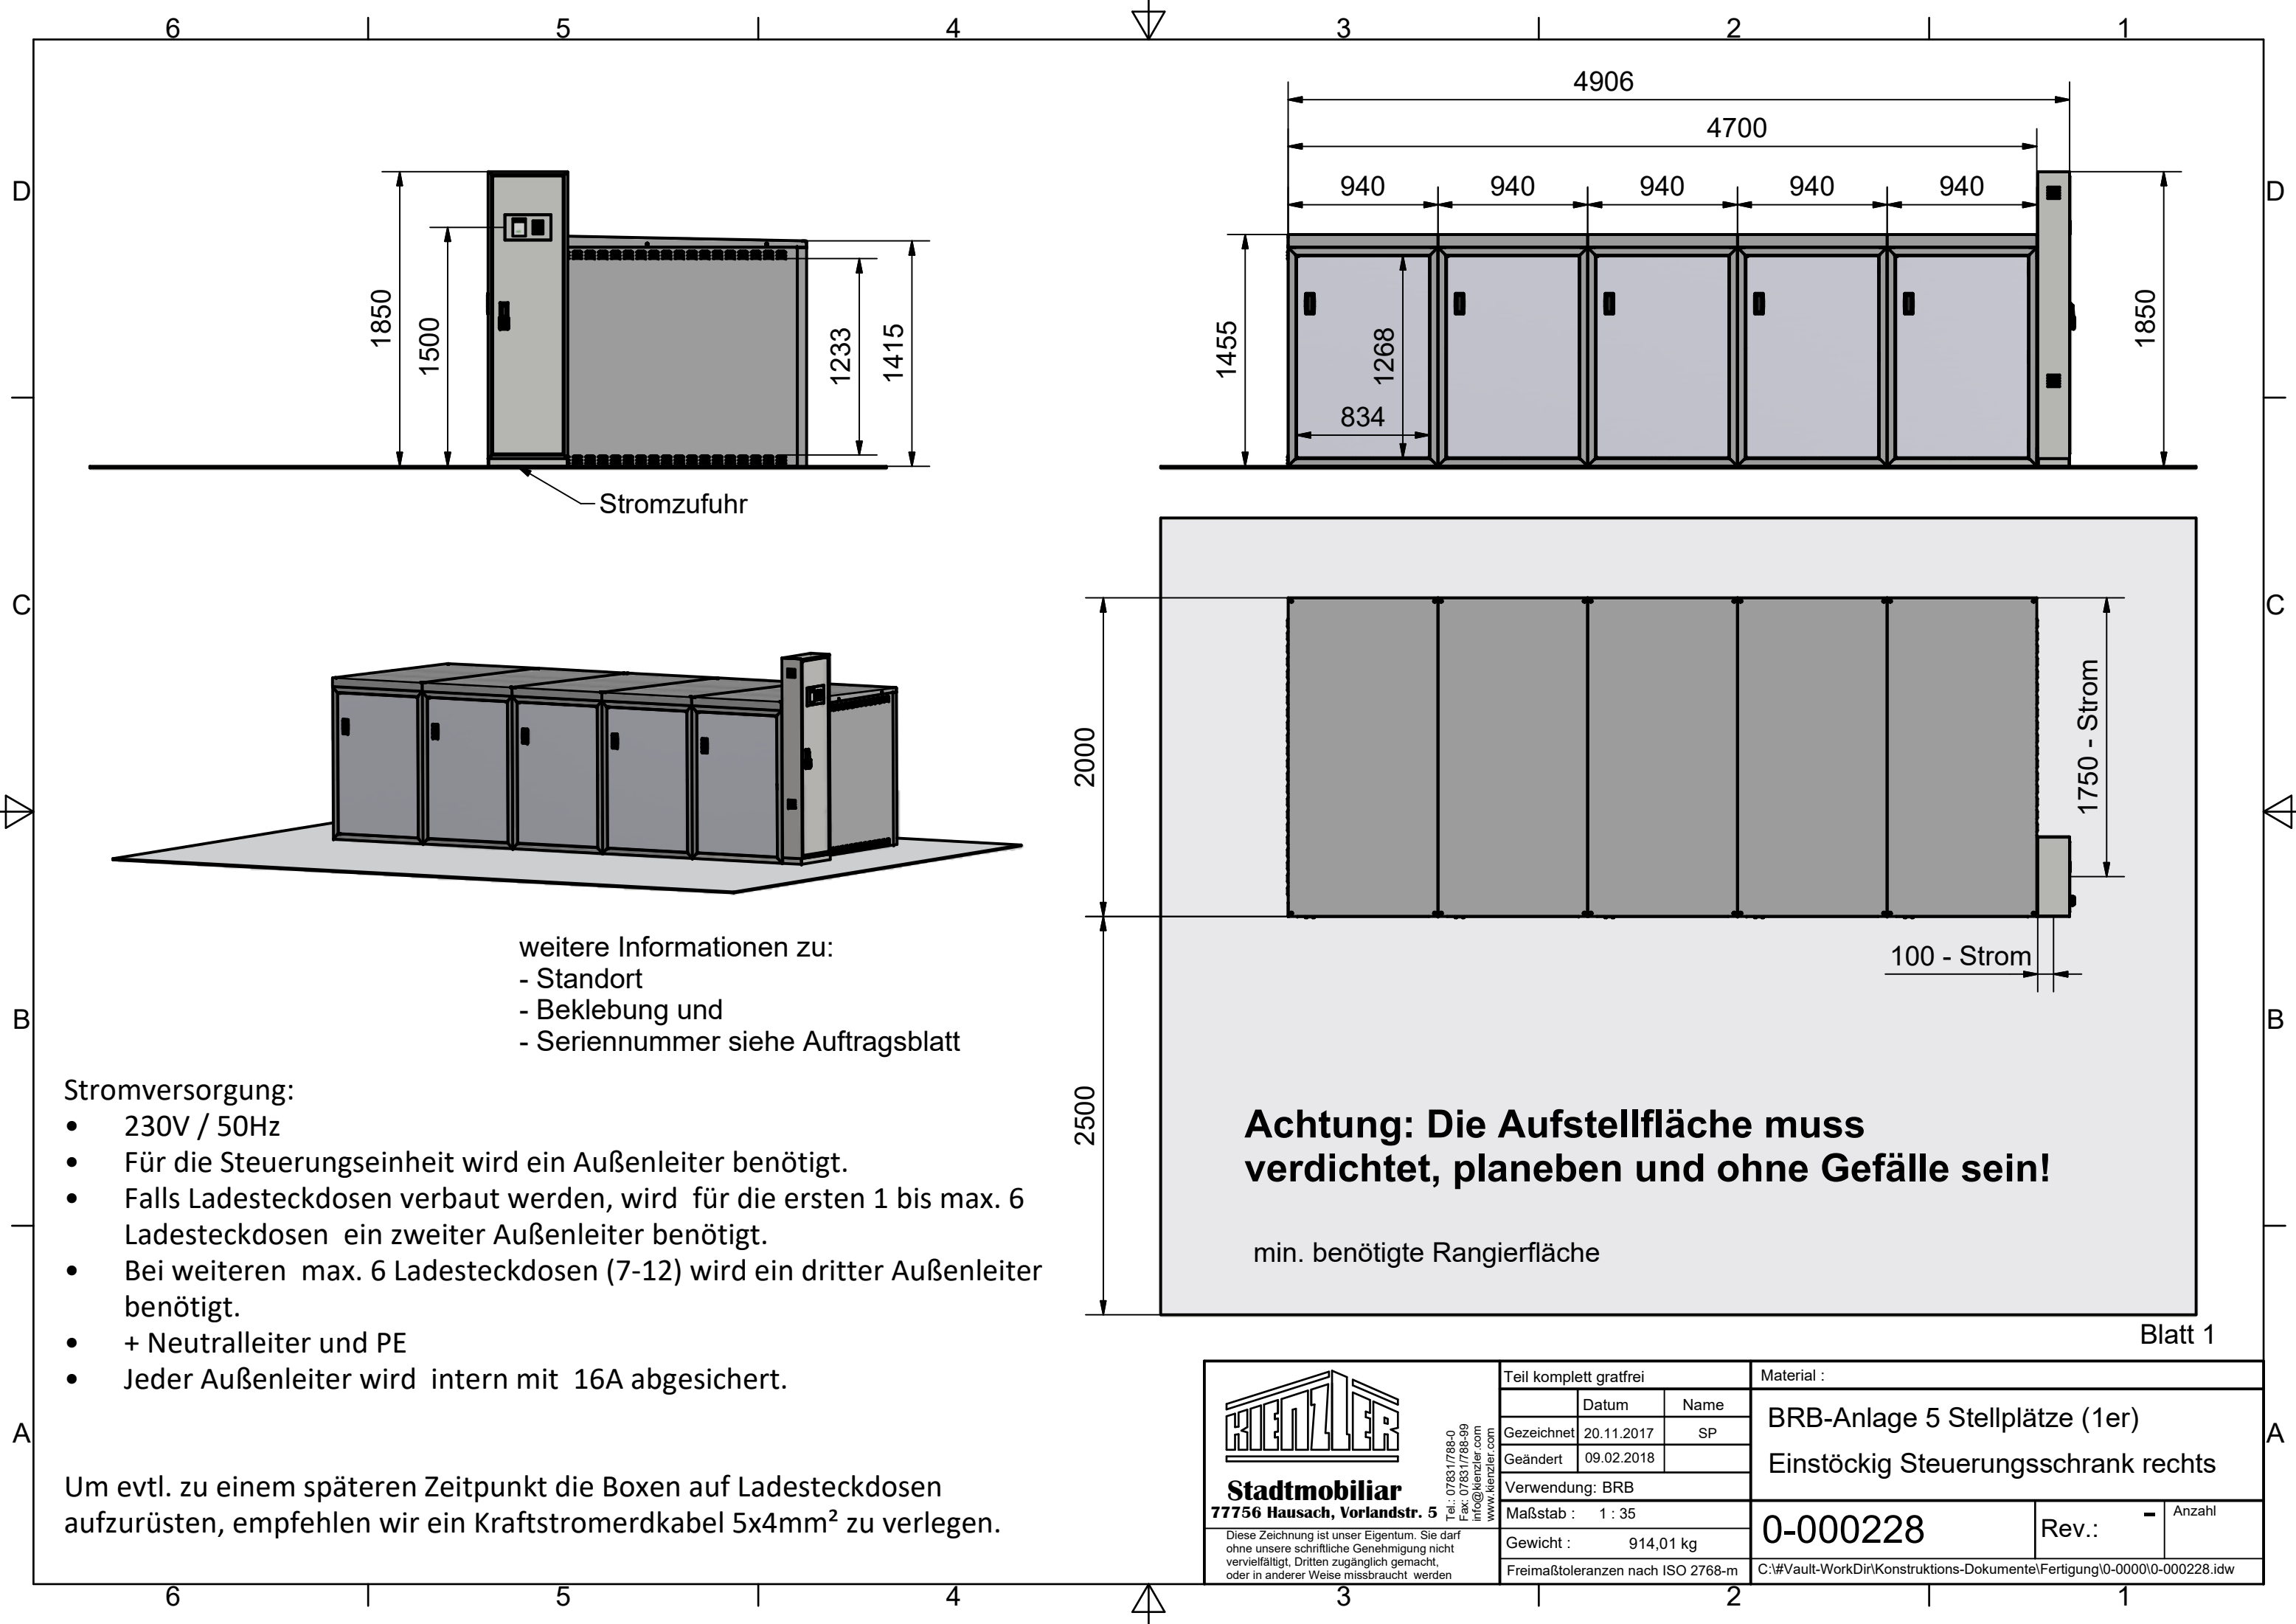 6 5 4 3 2 1
D
D
C
C
B
B
A
A
1850
1500
1233
1415
Stromzufuhr
4906
4700
940 940 940 940 940
1455
1268
834
1850
2000
1750 - Strom
100 - Strom
2500
weitere Informationen zu:
- Standort
- Beklebung und
- Seriennummer siehe Auftragsblatt
Stromversorgung:
• 230V / 50Hz
• Für die Steuerungseinheit wird ein Außenleiter benötigt.
• Falls Ladesteckdosen verbaut werden, wird für die ersten 1 bis max. 6
Ladesteckdosen ein zweiter Außenleiter benötigt.
• Bei weiteren max. 6 Ladesteckdosen (7-12) wird ein dritter Außenleiter
benötigt.
• + Neutralleiter und PE
• Jeder Außenleiter wird intern mit 16A abgesichert.
Um evtl. zu einem späteren Zeitpunkt die Boxen auf Ladesteckdosen
aufzurüsten, empfehlen wir ein Kraftstromerdkabel 5x4mm² zu verlegen.
Achtung: Die Aufstellfläche muss
verdichtet, planeben und ohne Gefälle sein!
min. benötigte Rangierfläche
Blatt 1
KIENZLER
Stadtmobiliar
77756 Hausach, Vorlandstr. 5
Tel.: 07831/788-0
Fax: 07831/788-99
info@kienzler.com
www.kienzler.com
Diese Zeichnung ist unser Eigentum. Sie darf
ohne unsere schriftliche Genehmigung nicht
vervielfältigt, Dritten zugänglich gemacht,
oder in anderer Weise missbraucht werden
Teil komplett gratfrei
Datum Name
Gezeichnet 20.11.2017 SP
Geändert 09.02.2018
Verwendung: BRB
Maßstab : 1 : 35
Gewicht : 914,01 kg
Freimaßtoleranzen nach ISO 2768-m
Material :
BRB-Anlage 5 Stellplätze (1er)
Einstöckig Steuerungsschrank rechts
0-000228
Rev.: -
Anzahl
C:\#Vault-WorkDir\Konstruktions-Dokumente\Fertigung\0-0000\0-000228.idw
6 5 4 3 2 1